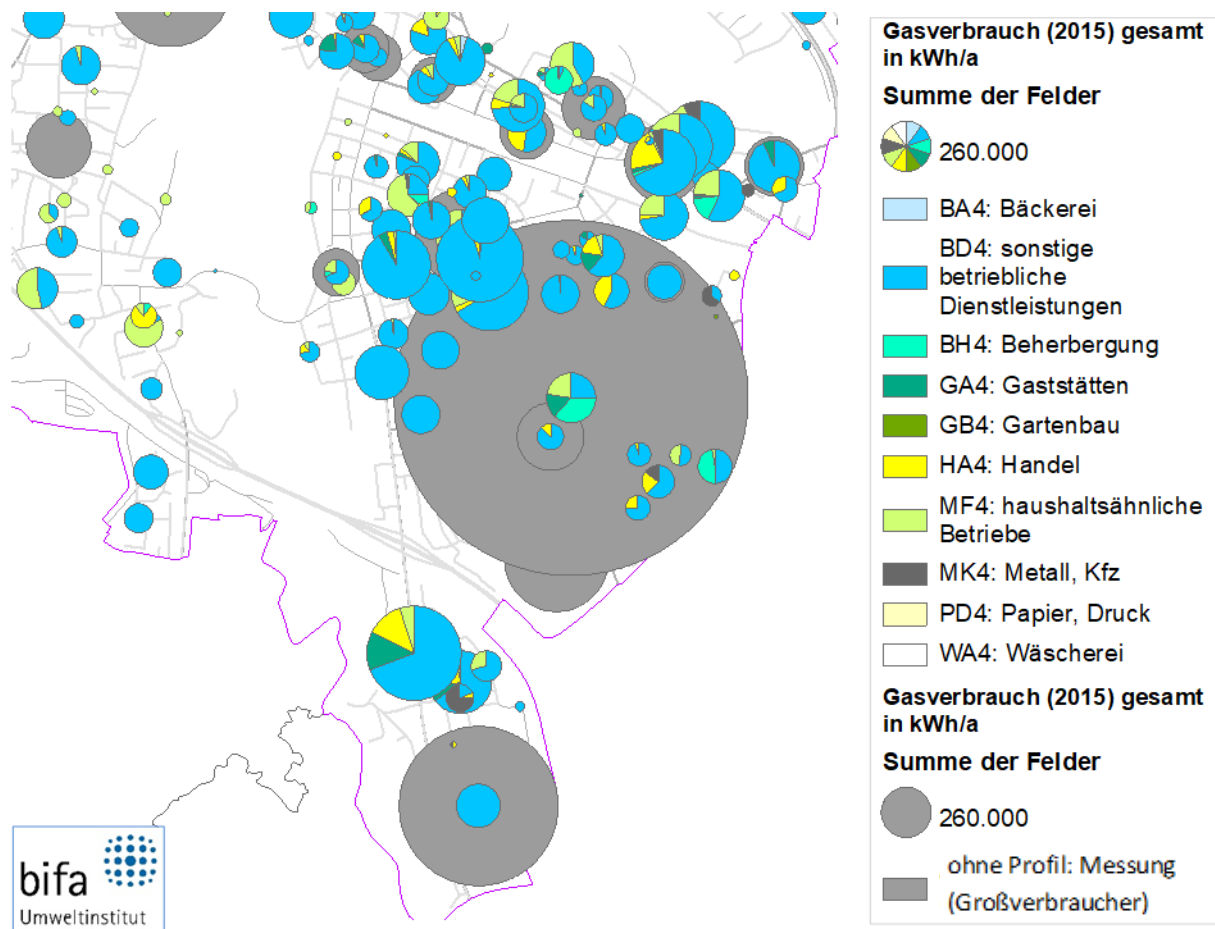 Gasverbrauch (2015) gesamt
in kWh/a
Summe der Felder
260.000
BA4: Bäckerei
BD4: sonstige
betriebliche
Dienstleistungen
BH4: Beherbergung
GA4: Gaststätten
GB4: Gartenbau
HA4: Handel
MF4: haushaltsähnliche
Betriebe
MK4: Metall, Kfz
PD4: Papier, Druck
WA4: Wäscherei
Gasverbrauch (2015) gesamt
in kWh/a
Summe der Felder
260.000
ohne Profil: Messung
(Großverbraucher)
bifa
Umweltinstitut